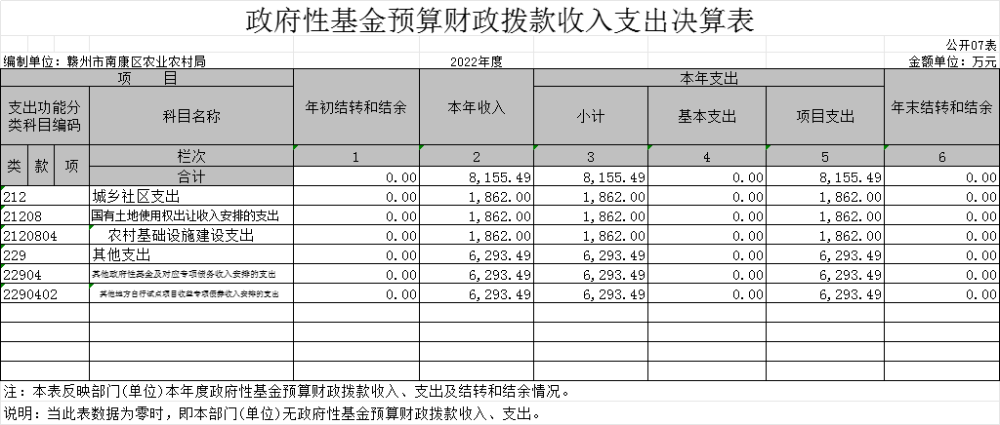 政府性基金预算财政拨款收入支出决算表
公开07表
编制单位：赣州市南康区农业农村局 2022年度 金额单位：万元
项 目 年初结转和结余 本年收入 本年支出 年末结转和结余
支出功能分类科目编码 科目名称 小计 基本支出 项目支出
类 款 项 栏次 1 2 3 4 5 6
合计 0.00 8,155.49 8,155.49 0.00 8,155.49 0.00
212 城乡社区支出 0.00 1,862.00 1,862.00 0.00 1,862.00 0.00
21208 国有土地使用权出让收入安排的支出 0.00 1,862.00 1,862.00 0.00 1,862.00 0.00
2120804 农村基础设施建设支出 0.00 1,862.00 1,862.00 0.00 1,862.00 0.00
229 其他支出 0.00 6,293.49 6,293.49 0.00 6,293.49 0.00
22904 其他政府性基金及对应专项债务收入安排的支出 0.00 6,293.49 6,293.49 0.00 6,293.49 0.00
2290402 其他地方自行试点项目收益专项债券收入安排的支出 0.00 6,293.49 6,293.49 0.00 6,293.49 0.00
注：本表反映部门(单位)本年度政府性基金预算财政拨款收入、支出及结转和结余情况。
说明：当此表数据为零时，即本部门(单位)无政府性基金预算财政拨款收入、支出。